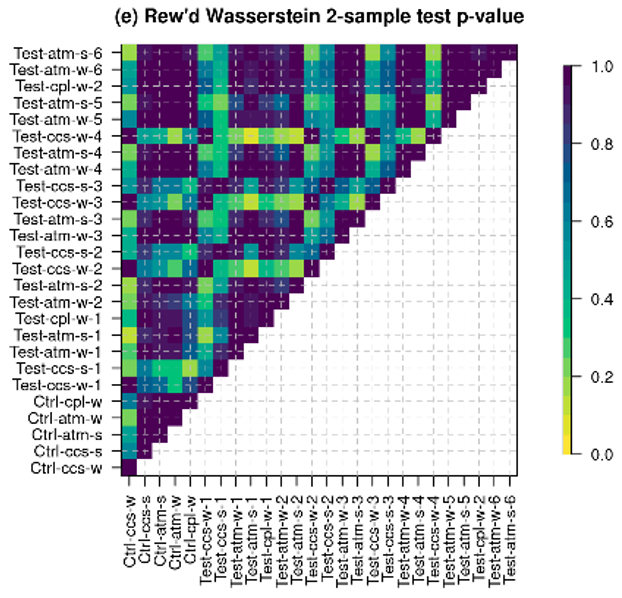 (e) Rew'd Wasserstein 2-sample test p-value
Test-atm-s-6
Test-atm-w-6
Test-cpl-w-2
Test-atm-s-5
Test-atm-w-5
Test-ccs-w-4
Test-atm-s-4
Test-atm-w-4
Test-ccs-s-3
Test-ccs-w-3
Test-atm-s-3
Test-atm-w-3
Test-ccs-s-2
Test-ccs-w-2
Test-atm-s-2
Test-atm-w-2
Test-cpl-w-1
Test-atm-s-1
Test-atm-w-1
Test-ccs-s-1
Test-ccs-w-1
Ctrl-cpl-w
Ctrl-atm-w
Ctrl-atm-s
Ctrl-ccs-s
Ctrl-ccs-w
Ctrl-ccs-w
Ctrl-ccs-s
Ctrl-atm-s
Ctrl-atm-w
Ctrl-cpl-w
Test-ccs-w-1
Test-ccs-s-1
Test-atm-w-1
Test-atm-s-1
Test-cpl-w-1
Test-atm-w-2
Test-atm-s-2
Test-ccs-w-2
Test-ccs-s-2
Test-atm-w-3
Test-atm-s-3
Test-ccs-w-3
Test-ccs-s-3
Test-atm-w-4
Test-atm-s-4
Test-ccs-w-4
Test-atm-w-5
Test-atm-s-5
Test-cpl-w-2
Test-atm-w-6
Test-atm-s-6
1.0
0.8
0.6
0.4
0.2
0.0